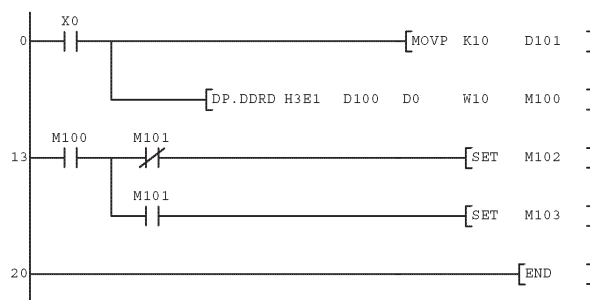 X0
0 MOVP K10 D101
DP.DDRD H3E1 D100 D0 W10 M100
M100 M101
13 SET M102
M101
SET M103
20 END